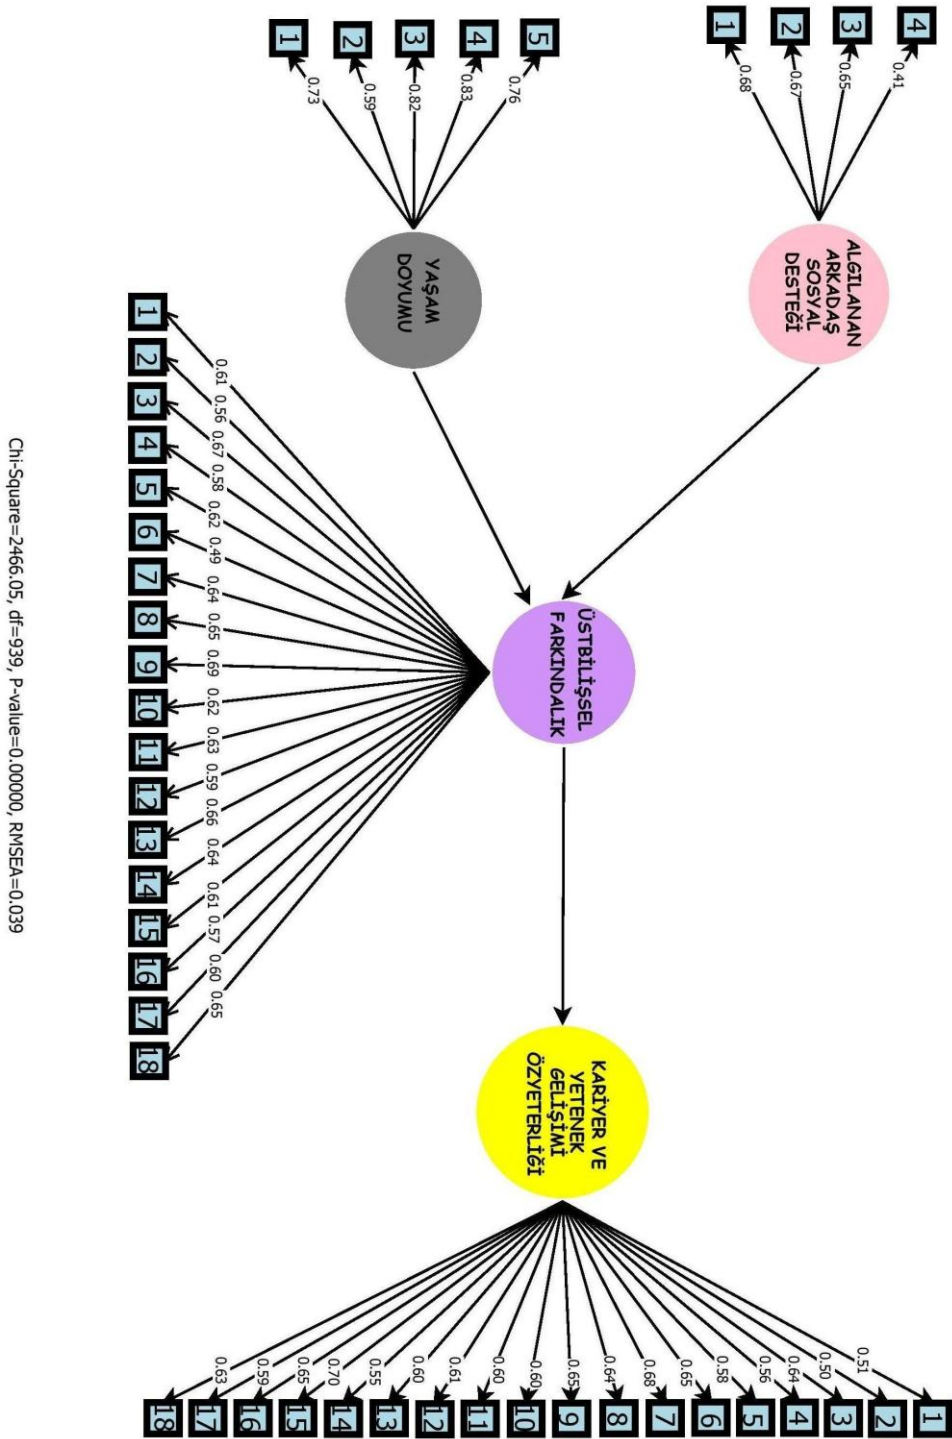 4
0.41
3
0.65
2
0.67
1
0.68
ALGILANAN
ARKADAŞ
SOSYAL
DESTEĞİ
5
0.76
4
0.83
3
0.82
2
0.59
1
0.73
YAŞAM
DOYUMU
ÜSTBİLİŞSEL
FARKINDALIK
0.61 0.56 0.67 0.58 0.62 0.49 0.64 0.65 0.69 0.62 0.63 0.59 0.66 0.64 0.61 0.57 0.60 0.65
1 2 3 4 5 6 7 8 9 10 11 12 13 14 15 16 17 18
KARİYER VE
YETENEK
GELİŞİMİ
ÖZYETERLİĞİ
0.51 1
0.50 2
0.64 3
0.56 4
0.58 5
0.65 6
0.68 7
0.64 8
0.65 9
0.60 10
0.60 11
0.61 12
0.60 13
0.55 14
0.70 15
0.65 16
0.59 17
0.63 18
Chi-Square=2466.05, df=939, P-value=0.00000, RMSEA=0.039